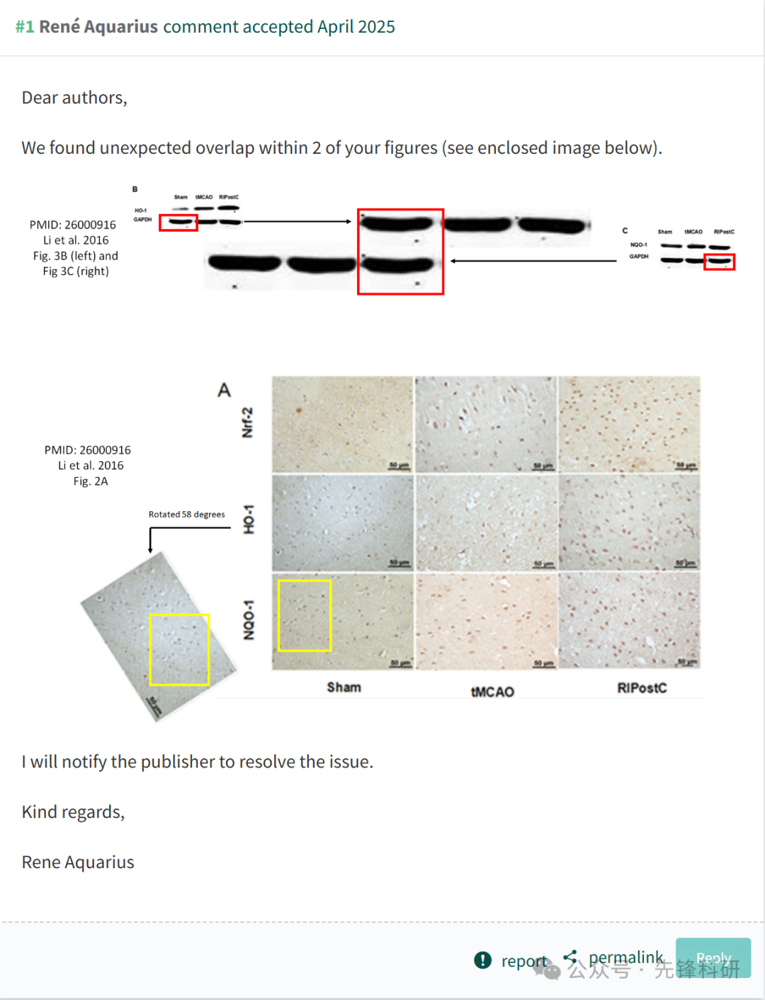 #1 René Aquarius comment accepted April 2025
Dear authors,
We found unexpected overlap within 2 of your figures (see enclosed image below).
B
Sham tMCAO RIPostC
HO-1
GAPDH
PMID: 26000916
Li et al. 2016
Fig. 3B (left) and
Fig 3C (right)
C
Sham tMCAO RIPostC
NQO-1
GAPDH
A
Nrf-2
50 μm 50 μm 50 μm
PMID: 26000916
Li et al. 2016
Fig. 2A
Rotated 58 degrees
HO-1
50 μm 50 μm 50 μm
NQO-1
50 μm 50 μm 50 μm
50 μm
Sham tMCAO RIPostC
I will notify the publisher to resolve the issue.
Kind regards,
Rene Aquarius
report permalink Reply
公众号 · 先锋科研